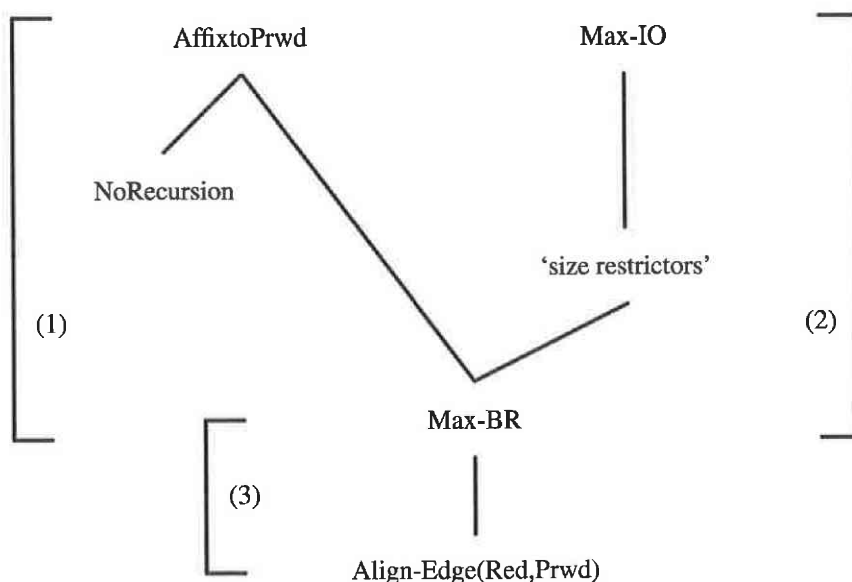 AffixtoPrwd Max-IO
NoRecursion
‘size restrictors’
(1) (2)
Max-BR
(3)
Align-Edge(Red,Prwd)